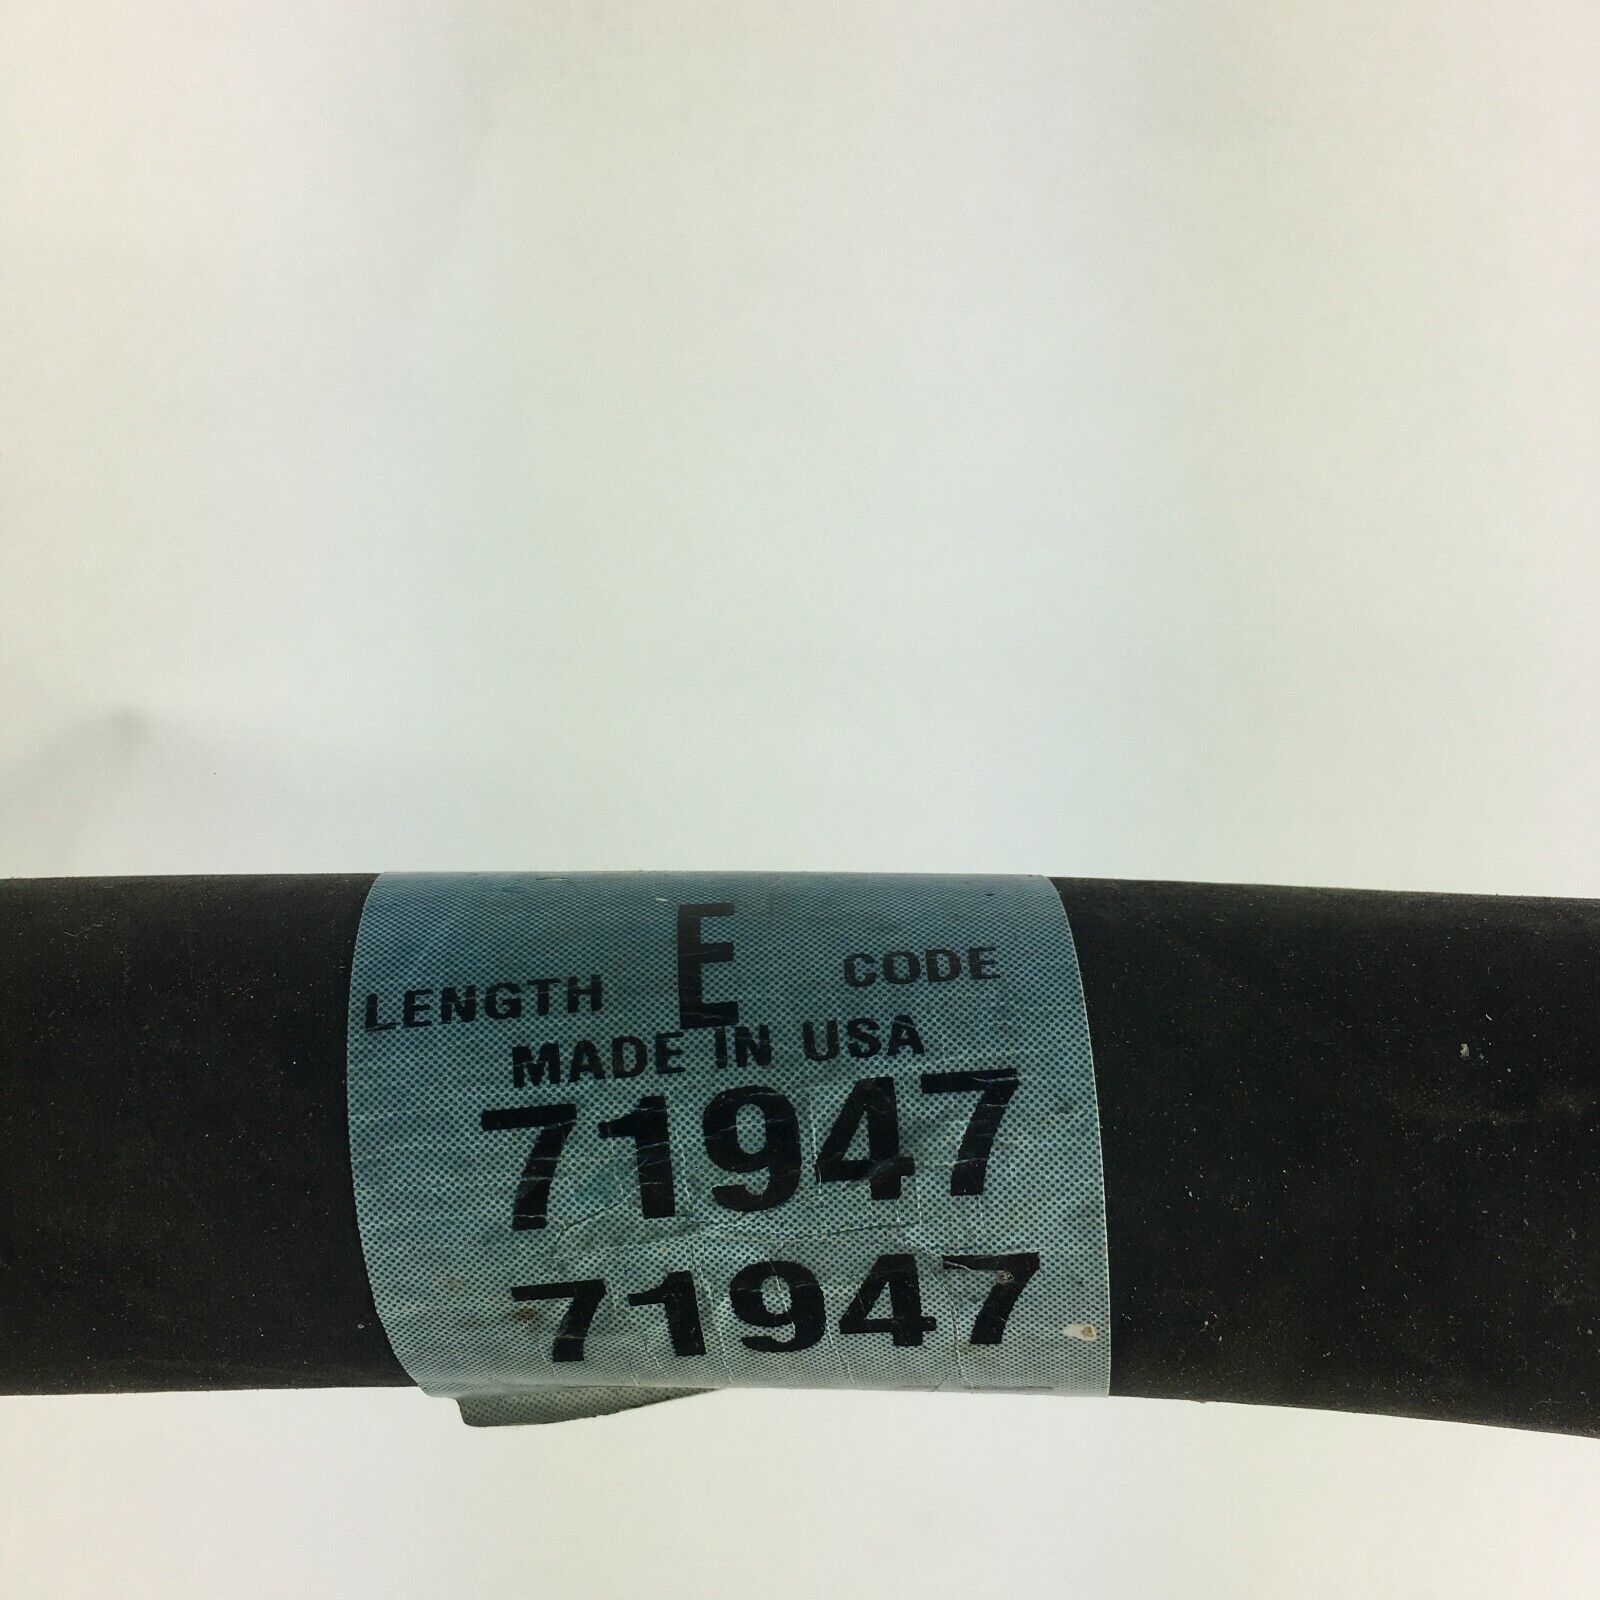 LENGTH E CODE
MADE IN USA
71947
71947